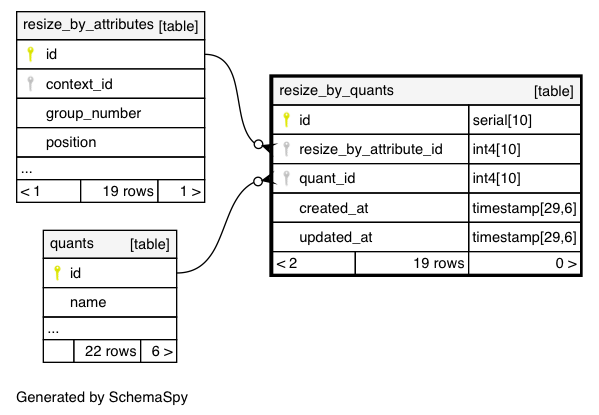 resize_by_attributes [table]
id
context_id
group_number
position
...
< 1 19 rows 1 >
resize_by_quants [table]
id serial[10]
resize_by_attribute_id int4[10]
quant_id int4[10]
created_at timestamp[29,6]
updated_at timestamp[29,6]
< 2 19 rows 0 >
quants [table]
id
name
...
22 rows 6 >
Generated by SchemaSpy